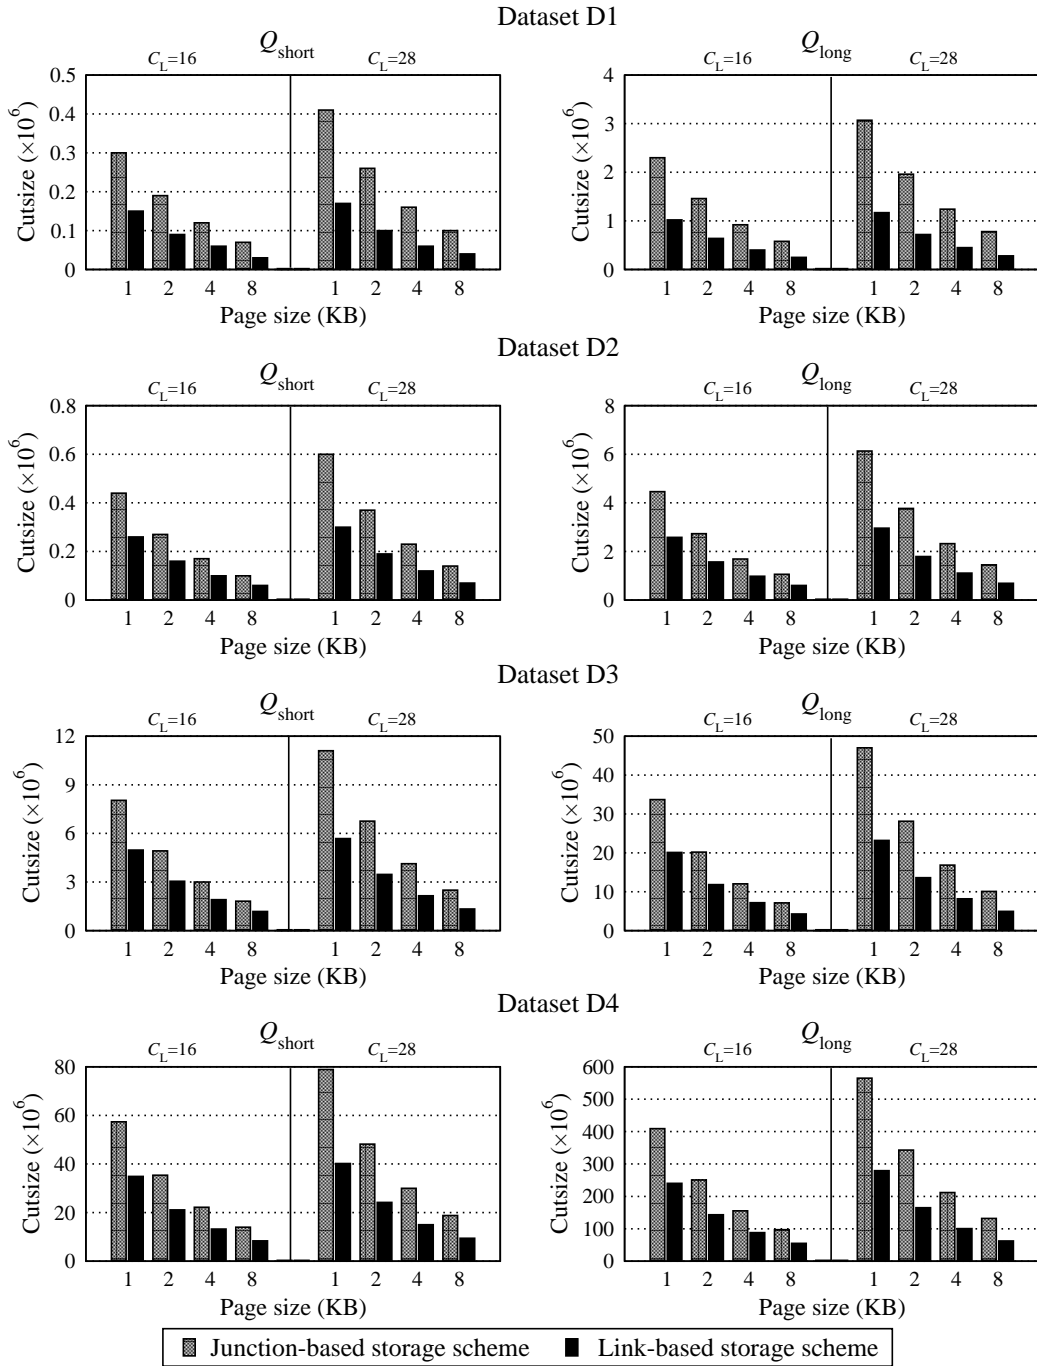 Dataset D1
Q_short Q_long
C_L=16 C_L=28 C_L=16 C_L=28
Cutsize (×10^6) 0.5 0.4 0.3 0.2 0.1 0
Cutsize (×10^6) 4 3 2 1 0
1 2 4 8 1 2 4 8 1 2 4 8 1 2 4 8
Page size (KB) Page size (KB)
Dataset D2
Q_short Q_long
C_L=16 C_L=28 C_L=16 C_L=28
Cutsize (×10^6) 0.8 0.6 0.4 0.2 0
Cutsize (×10^6) 8 6 4 2 0
1 2 4 8 1 2 4 8 1 2 4 8 1 2 4 8
Page size (KB) Page size (KB)
Dataset D3
Q_short Q_long
C_L=16 C_L=28 C_L=16 C_L=28
Cutsize (×10^6) 12 9 6 3 0
Cutsize (×10^6) 50 40 30 20 10 0
1 2 4 8 1 2 4 8 1 2 4 8 1 2 4 8
Page size (KB) Page size (KB)
Dataset D4
Q_short Q_long
C_L=16 C_L=28 C_L=16 C_L=28
Cutsize (×10^6) 80 60 40 20 0
Cutsize (×10^6) 600 500 400 300 200 100 0
1 2 4 8 1 2 4 8 1 2 4 8 1 2 4 8
Page size (KB) Page size (KB)
Junction-based storage scheme Link-based storage scheme